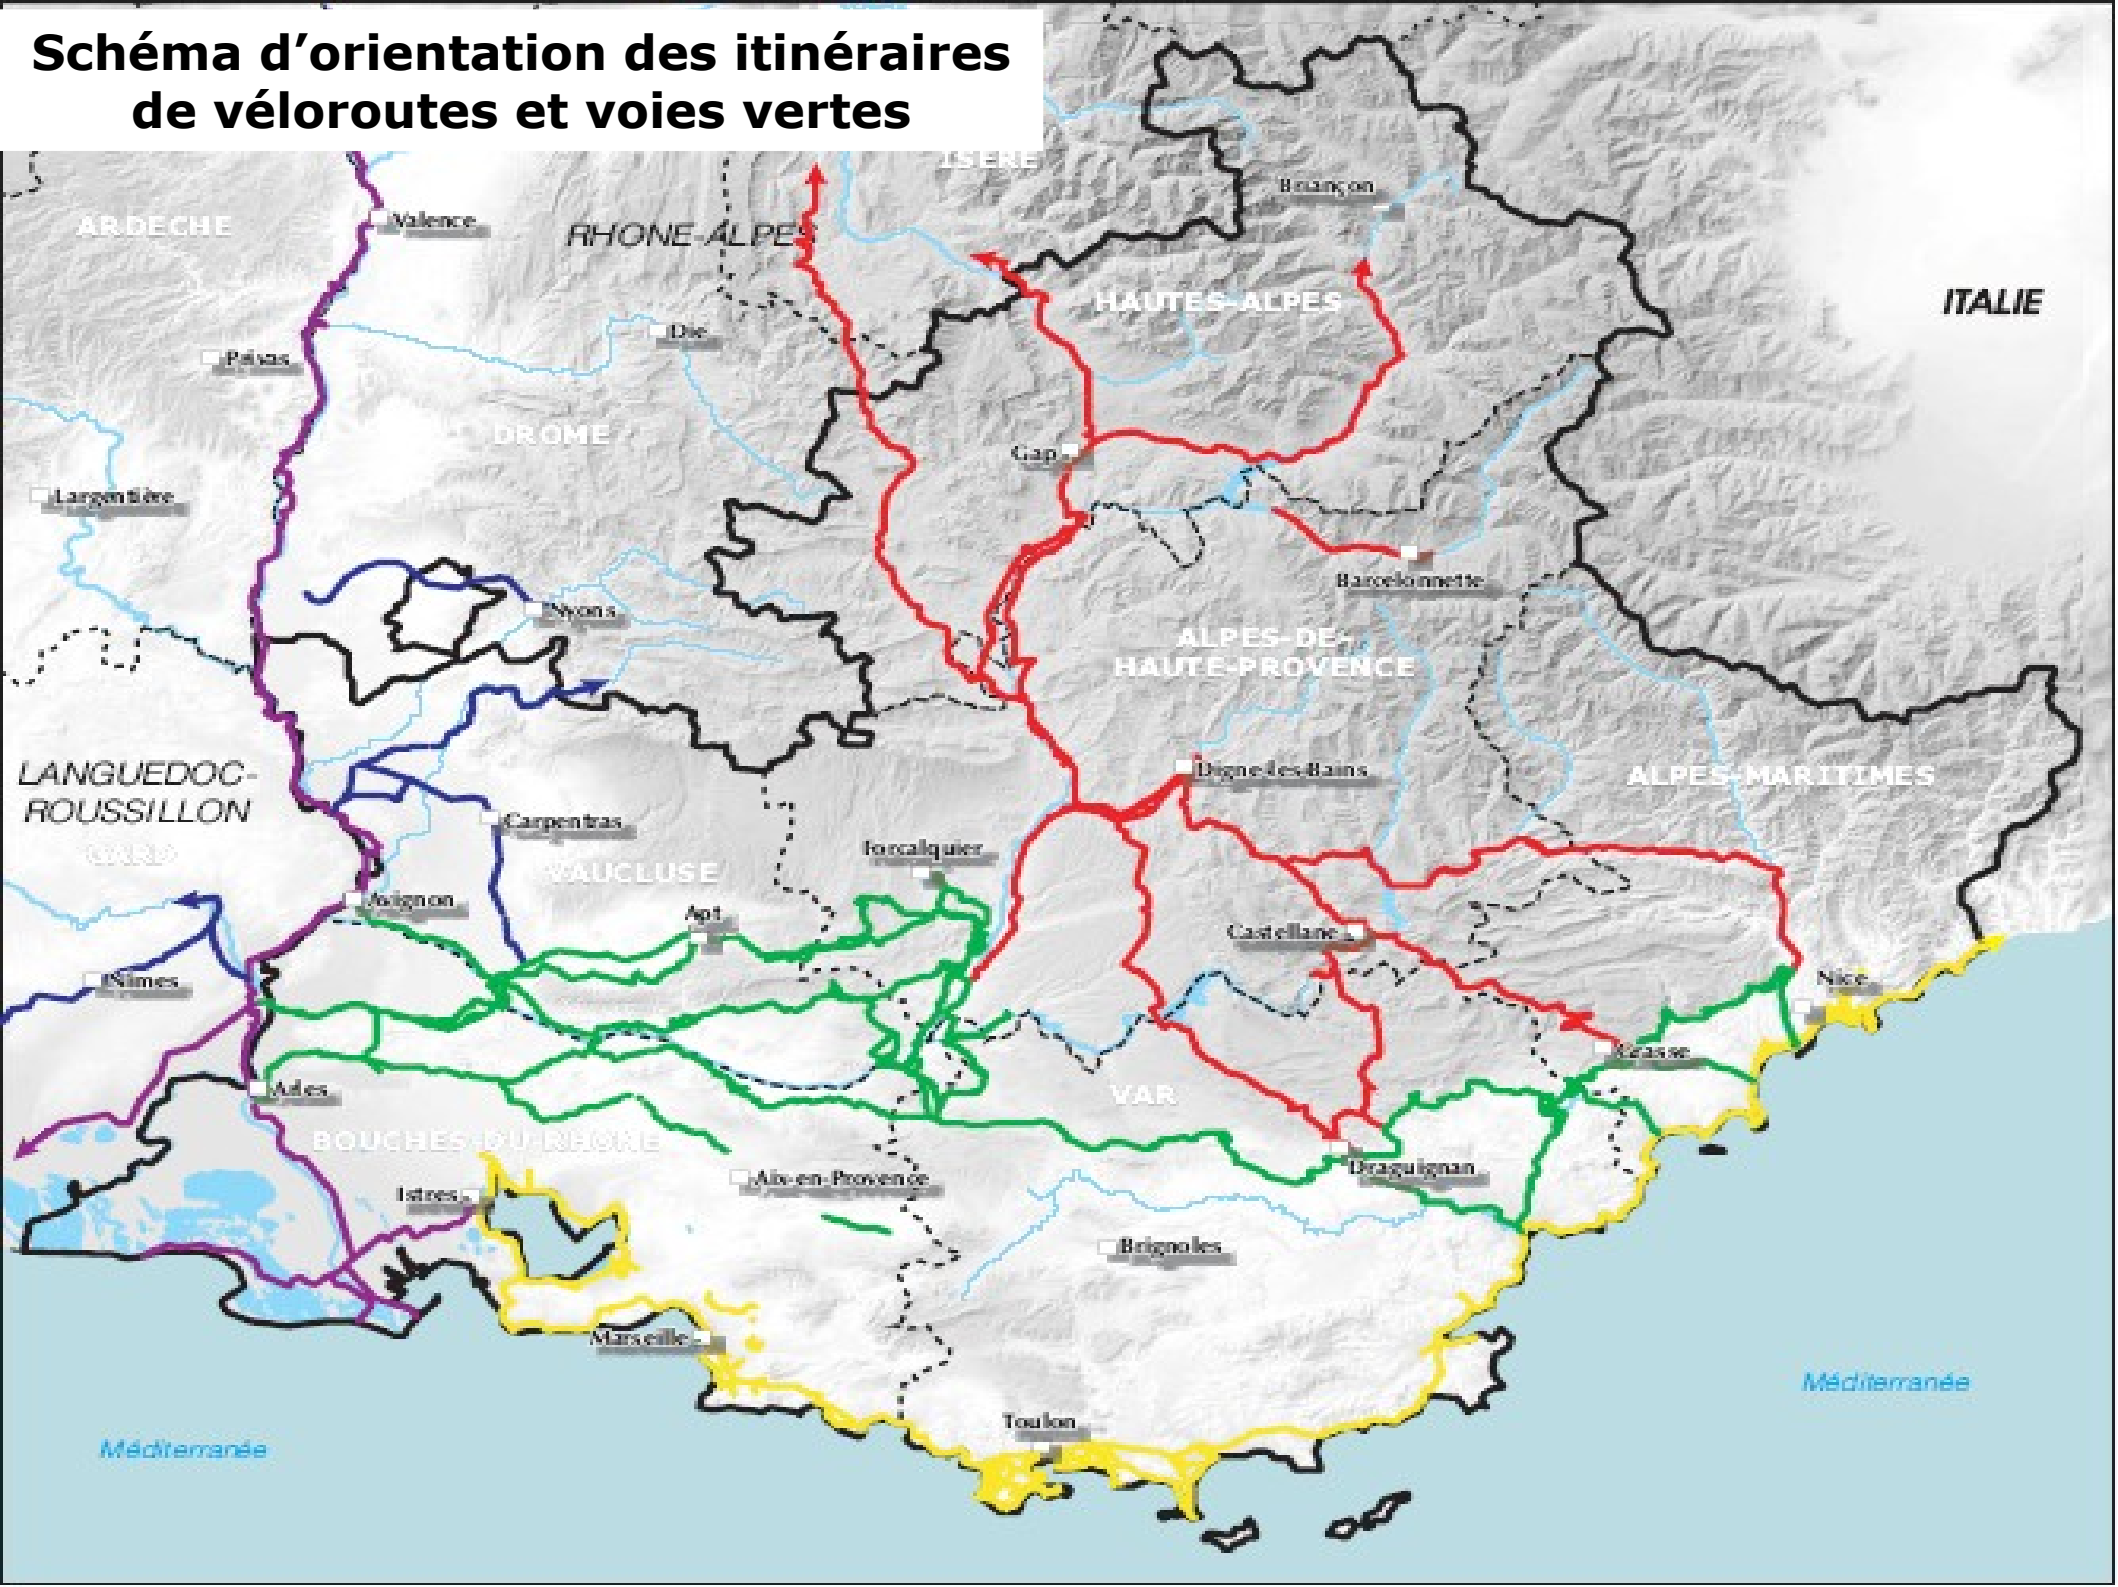 Schéma d’orientation des itinéraires
de véloroutes et voies vertes
ISERE
Briançon
Valence
ARDECHE
RHONE-ALPES
HAUTES-ALPES
ITALIE
Die
Privas
DROME
Gap
Largentière
Barcelonnette
Nyons
ALPES-DE-
HAUTE-PROVENCE
LANGUEDOC-
ROUSSILLON
Digne-les-Bains
ALPES-MARITIMES
Carpentras
Forcalquier
GARD
VAUCLUSE
Avignon
Apt
Castellane
Nîmes
Nice
Grasse
Arles
VAR
BOUCHES-DU-RHONE
Draguignan
Aix-en-Provence
Istres
Brignoles
Marseille
Méditerranée
Toulon
Méditerranée